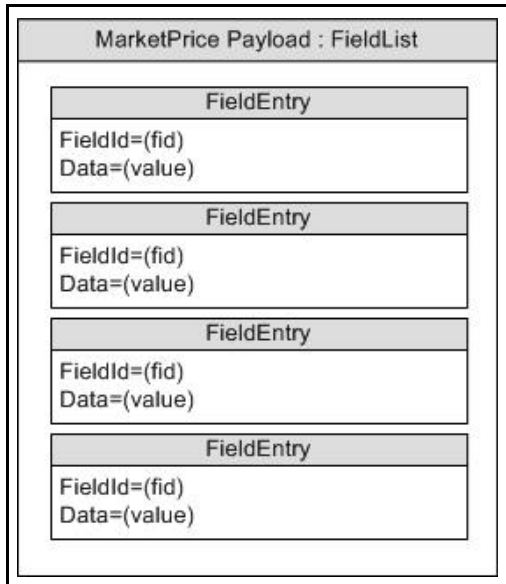 MarketPrice Payload : FieldList
FieldEntry
FieldId=(fid)
Data=(value)
FieldEntry
FieldId=(fid)
Data=(value)
FieldEntry
FieldId=(fid)
Data=(value)
FieldEntry
FieldId=(fid)
Data=(value)